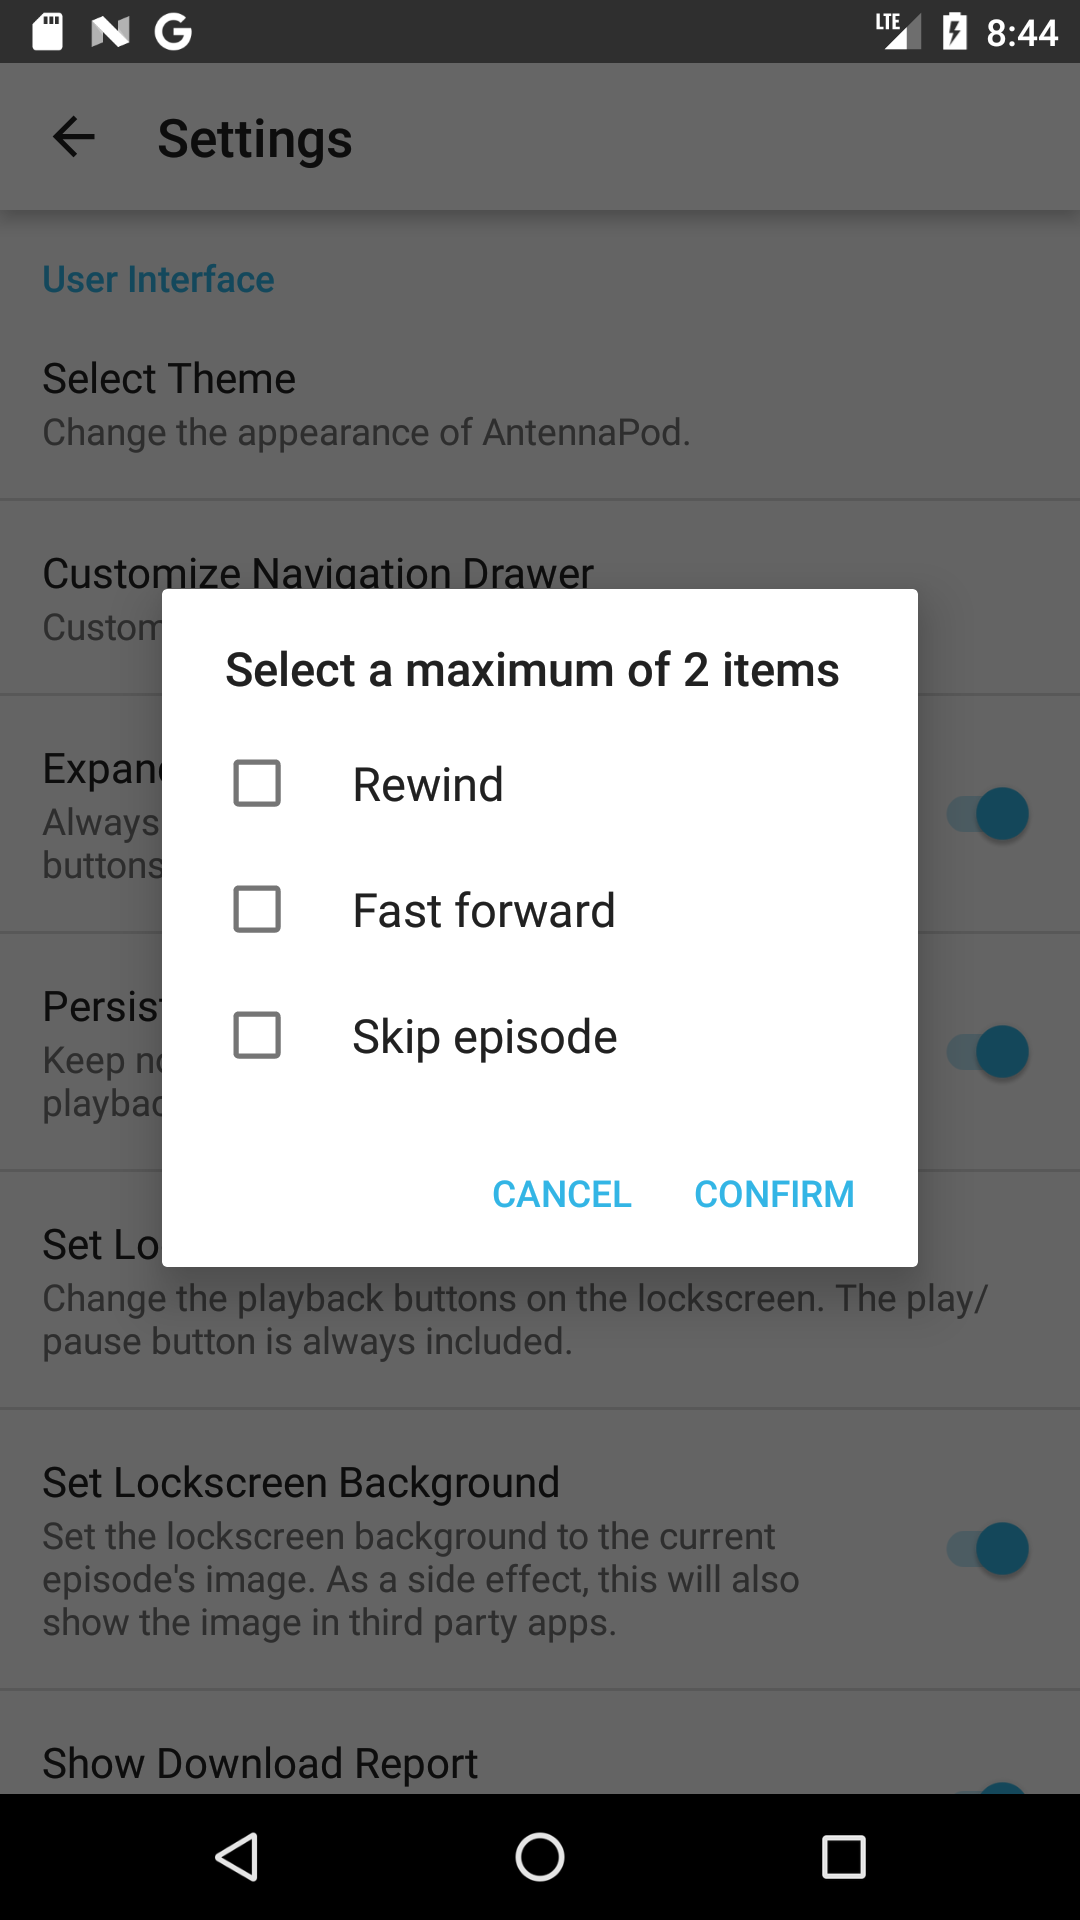 LTE 8:44
Settings
User Interface
Select Theme
Change the appearance of AntennaPod.
Customize Navigation Drawer
Custom
Select a maximum of 2 items
Rewind
Fast forward
Skip episode
CANCEL CONFIRM
Expan
Always
buttons
Persist
Keep no
playbac
Set Lo
Change the playback buttons on the lockscreen. The play/
pause button is always included.
Set Lockscreen Background
Set the lockscreen background to the current
episode's image. As a side effect, this will also
show the image in third party apps.
Show Download Report